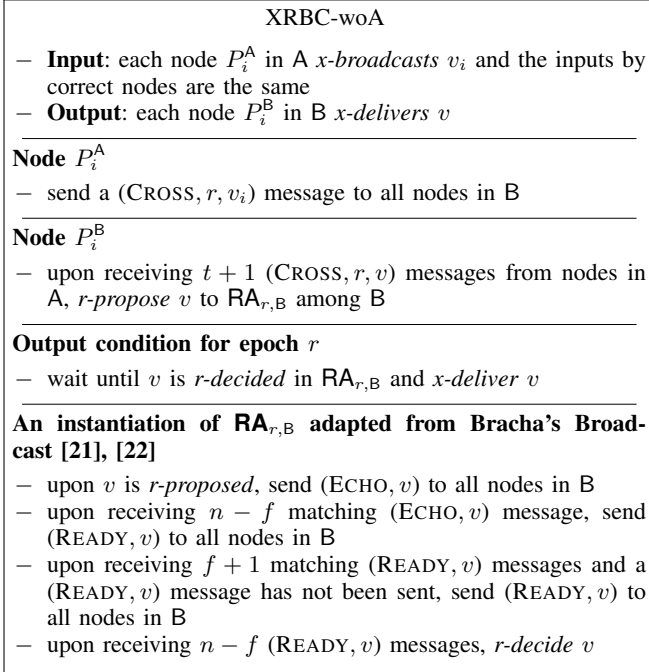 XRBC-woA
− Input: each node P_i^A in A x-broadcasts v_i and the inputs by
correct nodes are the same
− Output: each node P_i^B in B x-delivers v
Node P_i^A
− send a (CROSS, r, v_i) message to all nodes in B
Node P_i^B
− upon receiving t + 1 (CROSS, r, v) messages from nodes in
A, r-propose v to RA_{r,B} among B
Output condition for epoch r
− wait until v is r-decided in RA_{r,B} and x-deliver v
An instantiation of RA_{r,B} adapted from Bracha's Broad-
cast [21], [22]
− upon v is r-proposed, send (ECHO, v) to all nodes in B
− upon receiving n − f matching (ECHO, v) message, send
(READY, v) to all nodes in B
− upon receiving f + 1 matching (READY, v) messages and a
(READY, v) message has not been sent, send (READY, v) to
all nodes in B
− upon receiving n − f (READY, v) messages, r-decide v